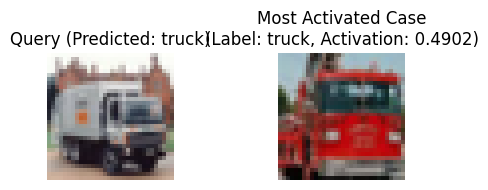 Query (Predicted: truck)
Most Activated Case
(Label: truck, Activation: 0.4902)